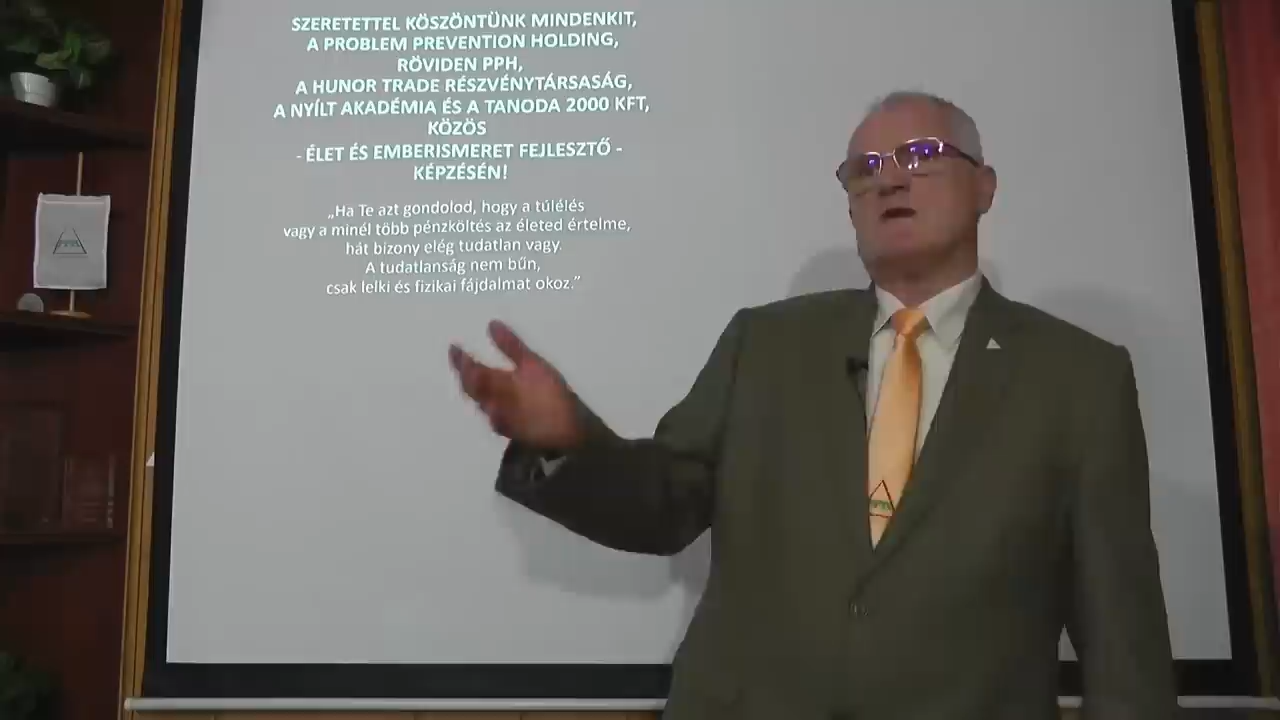 SZERETETTEL KÖSZÖNTÜNK MINDENKIT,
A PROBLEM PREVENTION HOLDING,
RÖVIDEN PPH,
A HUNOR TRADE RÉSZVÉNYTÁRSASÁG,
A NYÍLT AKADÉMIA ÉS A TANODA 2000 KFT,
KÖZÖS
- ÉLET ÉS EMBERISMERET FEJLESZTŐ -
KÉPZÉSÉN!
„Ha Te azt gondolod, hogy a túlélés
vagy a minél több pénzköltés az életed értelme,
hát bizony elég tudatlan vagy.
A tudatlanság nem bűn,
csak lelki és fizikai fájdalmat okoz.”